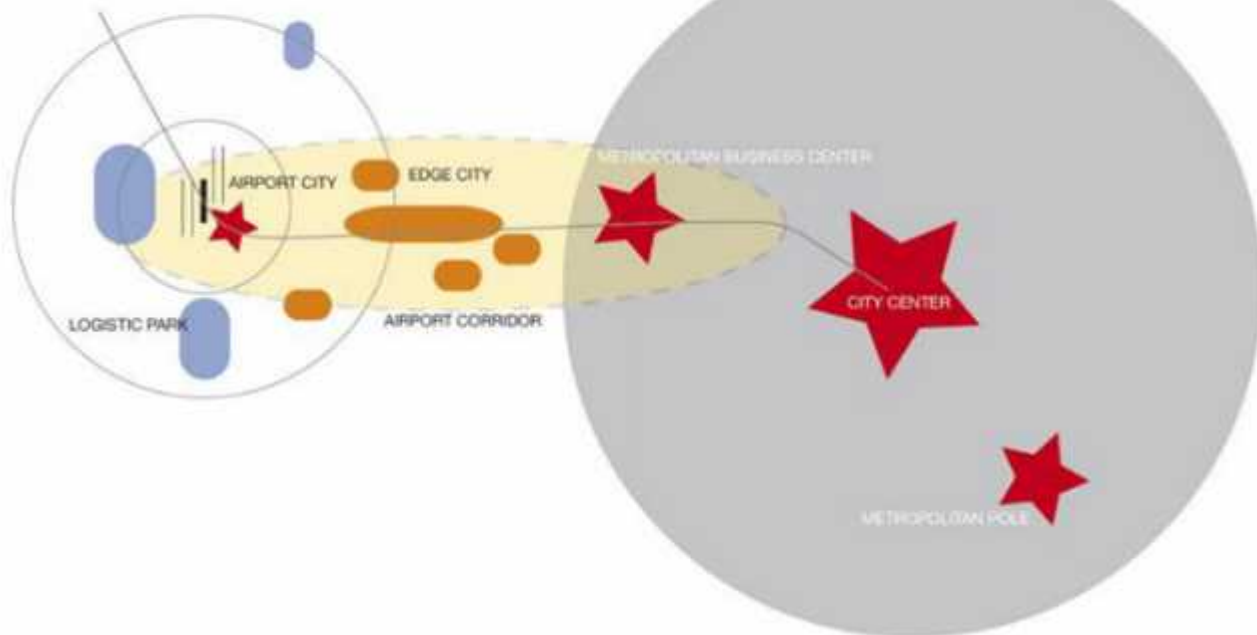 METROPOLITAN BUSINESS CENTER
AIRPORT CITY
EDGE CITY
CITY CENTER
LOGISTIC PARK
AIRPORT CORRIDOR
METROPOLITAN POLE